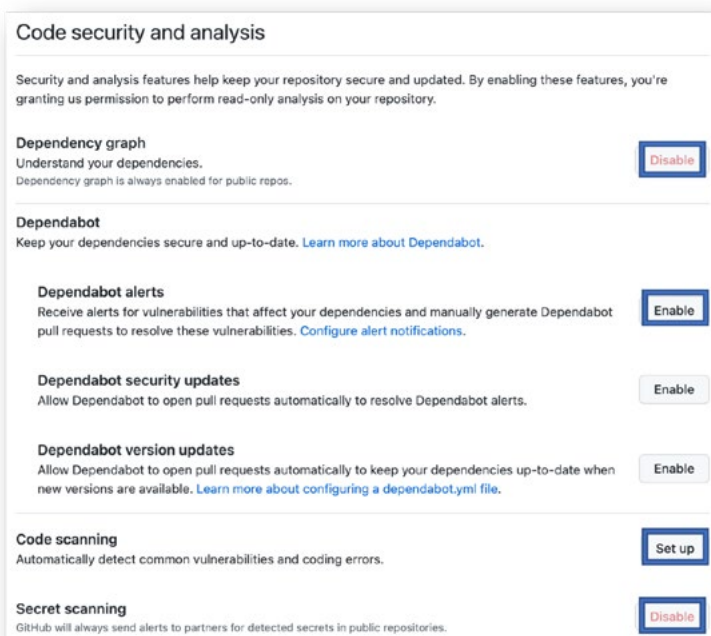 Code security and analysis
Security and analysis features help keep your repository secure and updated. By enabling these features, you're
granting us permission to perform read-only analysis on your repository.
Dependency graph
Understand your dependencies.
Dependency graph is always enabled for public repos.
Disable
Dependabot
Keep your dependencies secure and up-to-date. Learn more about Dependabot.
Dependabot alerts
Receive alerts for vulnerabilities that affect your dependencies and manually generate Dependabot
pull requests to resolve these vulnerabilities. Configure alert notifications.
Enable
Dependabot security updates
Allow Dependabot to open pull requests automatically to resolve Dependabot alerts.
Enable
Dependabot version updates
Allow Dependabot to open pull requests automatically to keep your dependencies up-to-date when
new versions are available. Learn more about configuring a dependabot.yml file.
Enable
Code scanning
Automatically detect common vulnerabilities and coding errors.
Set up
Secret scanning
GitHub will always send alerts to partners for detected secrets in public repositories.
Disable